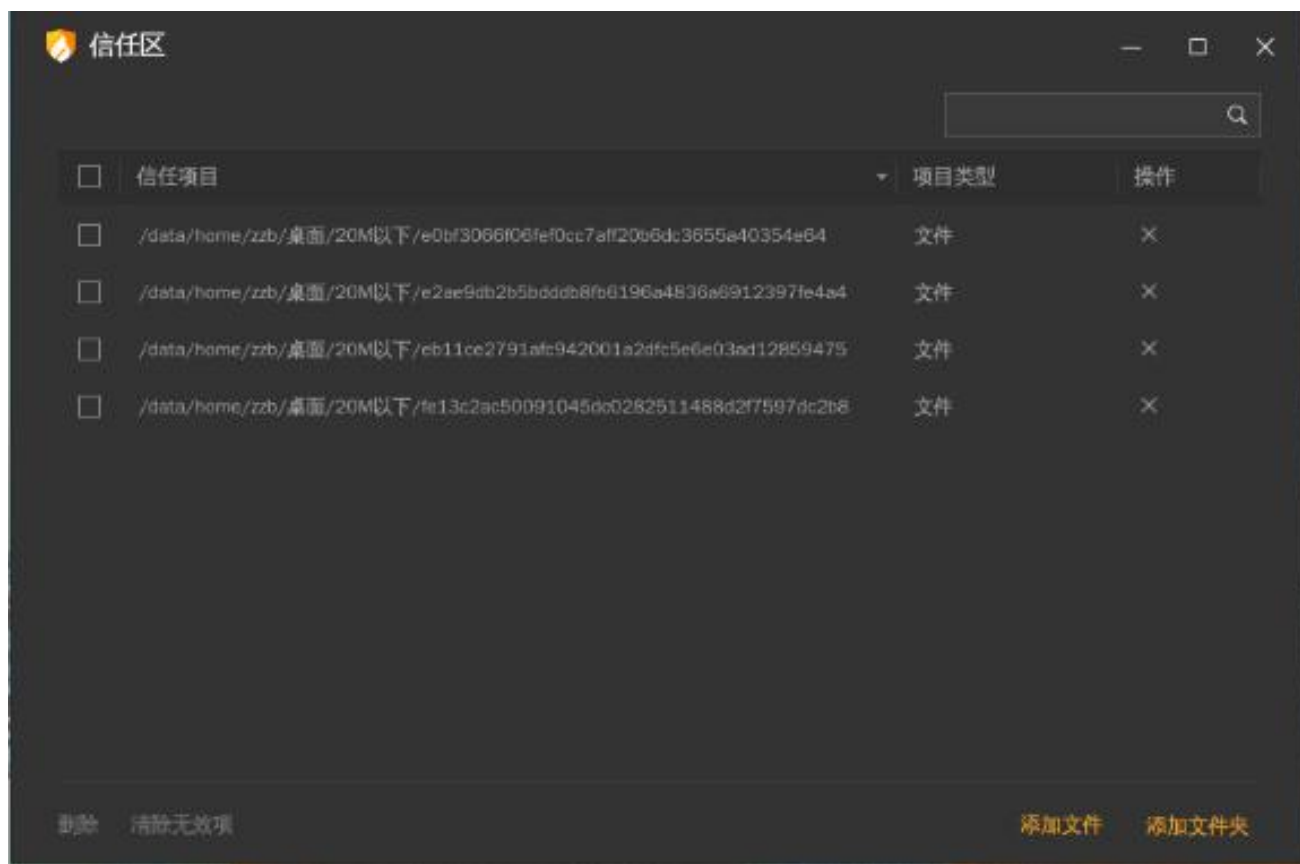 信任区
信任项目 项目类型 操作
/data/home/zzb/桌面/20M以下/e0bf3066f06fef0cc7aff20b6dc3655a40354e64 文件
/data/home/zzb/桌面/20M以下/e2ae9db2b5bdddb8fb6196a4836a6912397fe4a4 文件
/data/home/zzb/桌面/20M以下/eb11ce2791afc942001a2dfc5e6e03ad12859475 文件
/data/home/zzb/桌面/20M以下/fe13c2ac50091045dc0282511488d2f7597dc2b8 文件
删除 清除无效项 添加文件 添加文件夹